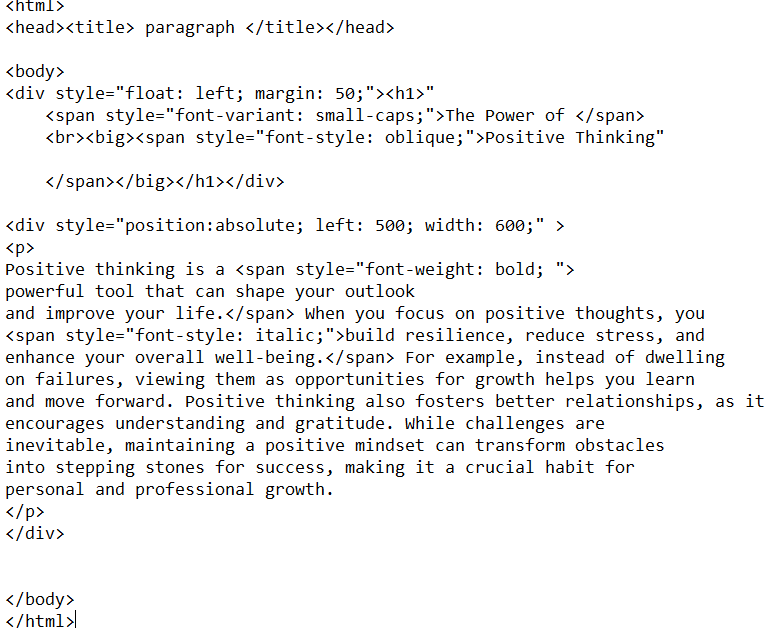 <html>
<head><title> paragraph </title></head>
<body>
<div style="float: left; margin: 50;"><h1>"
<span style="font-variant: small-caps;">The Power of </span>
<br><big><span style="font-style: oblique;">Positive Thinking"
</span></big></h1></div>
<div style="position:absolute; left: 500; width: 600;" >
<p>
Positive thinking is a <span style="font-weight: bold; ">
powerful tool that can shape your outlook
and improve your life.</span> When you focus on positive thoughts, you
<span style="font-style: italic;">build resilience, reduce stress, and
enhance your overall well-being.</span> For example, instead of dwelling
on failures, viewing them as opportunities for growth helps you learn
and move forward. Positive thinking also fosters better relationships, as it
encourages understanding and gratitude. While challenges are
inevitable, maintaining a positive mindset can transform obstacles
into stepping stones for success, making it a crucial habit for
personal and professional growth.
</p>
</div>
</body>
</html>